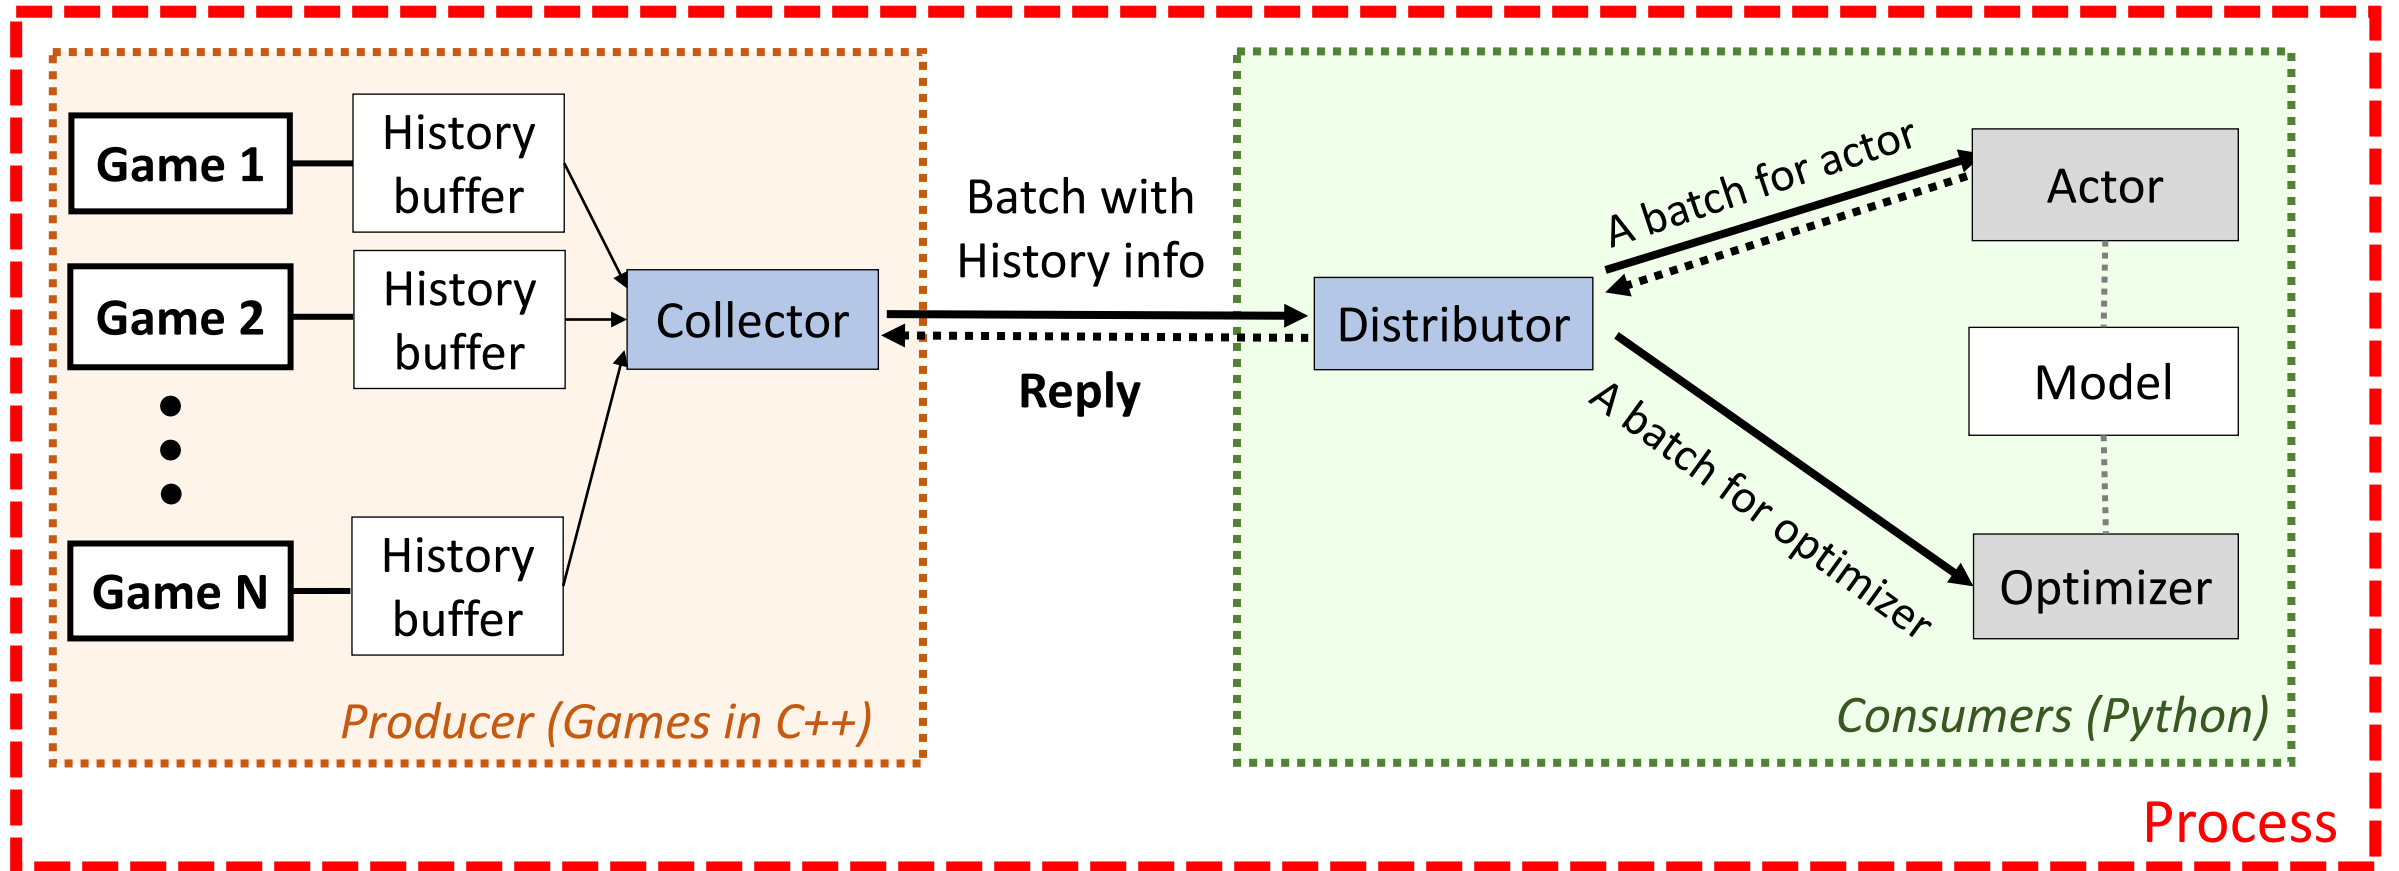 Game 1
History
buffer
Game 2
History
buffer
Game N
History
buffer
Collector
Producer (Games in C++)
Batch with
History info
Reply
Distributor
A batch for actor
A batch for optimizer
Actor
Model
Optimizer
Consumers (Python)
Process